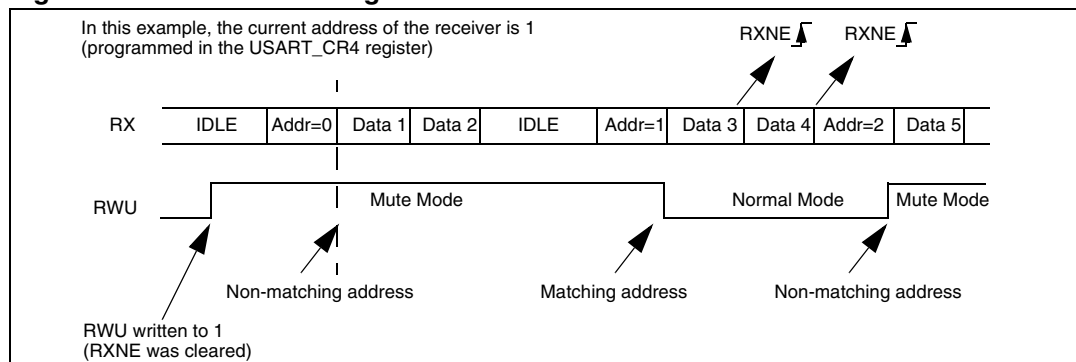 In this example, the current address of the receiver is 1
(programmed in the USART_CR4 register)
RXNE RXNE
RX IDLE Addr=0 Data 1 Data 2 IDLE Addr=1 Data 3 Data 4 Addr=2 Data 5
RWU Mute Mode Normal Mode Mute Mode
Non-matching address Matching address Non-matching address
RWU written to 1
(RXNE was cleared)